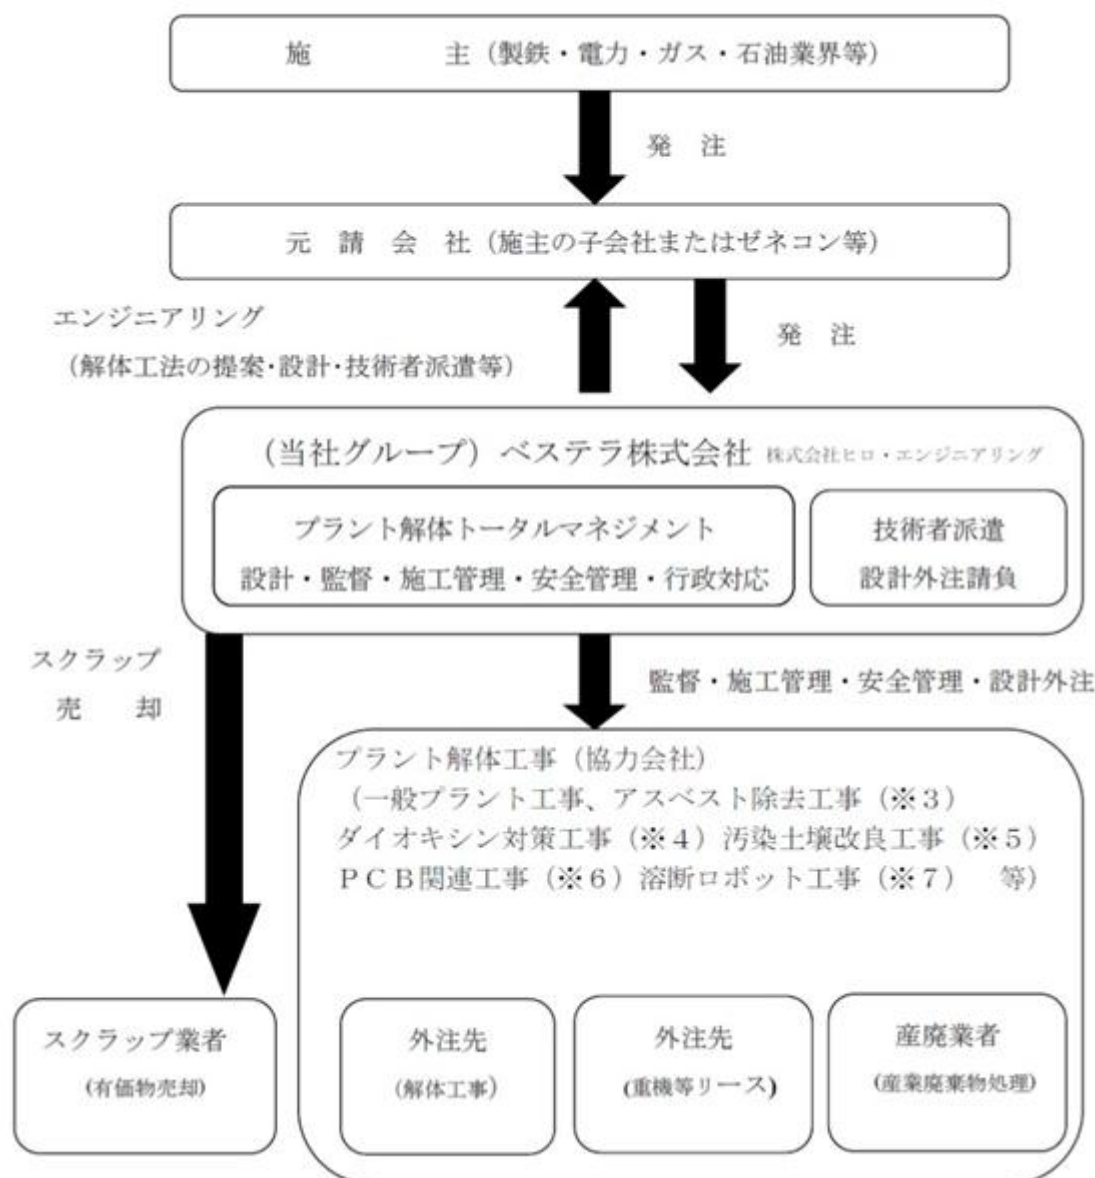 施　　　　主（製鉄・電力・ガス・石油業界等）
発　注
元　請　会　社（施主の子会社またはゼネコン等）
エンジニアリング
（解体工法の提案･設計･技術者派遣等）
発　注
（当社グループ）ベステラ株式会社 株式会社ヒロ・エンジニアリング
プラント解体トータルマネジメント
設計・監督・施工管理・安全管理・行政対応
技術者派遣
設計外注請負
スクラップ
売　　却
監督・施工管理・安全管理・設計外注
プラント解体工事（協力会社）
（一般プラント工事、アスベスト除去工事（※３）
ダイオキシン対策工事（※４）汚染土壌改良工事（※５）
ＰＣＢ関連工事（※６）溶断ロボット工事（※７）　等）
スクラップ業者
(有価物売却)
外注先
(解体工事)
外注先
(重機等リース)
産廃業者
(産業廃棄物処理)